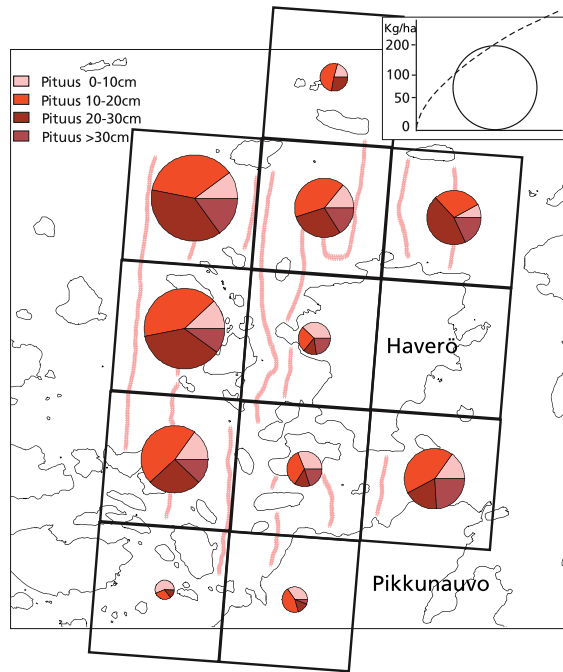 Kg/ha
200
100
50
0
Pituus 0-10cm
Pituus 10-20cm
Pituus 20-30cm
Pituus >30cm
Haverö
Pikkunauvo